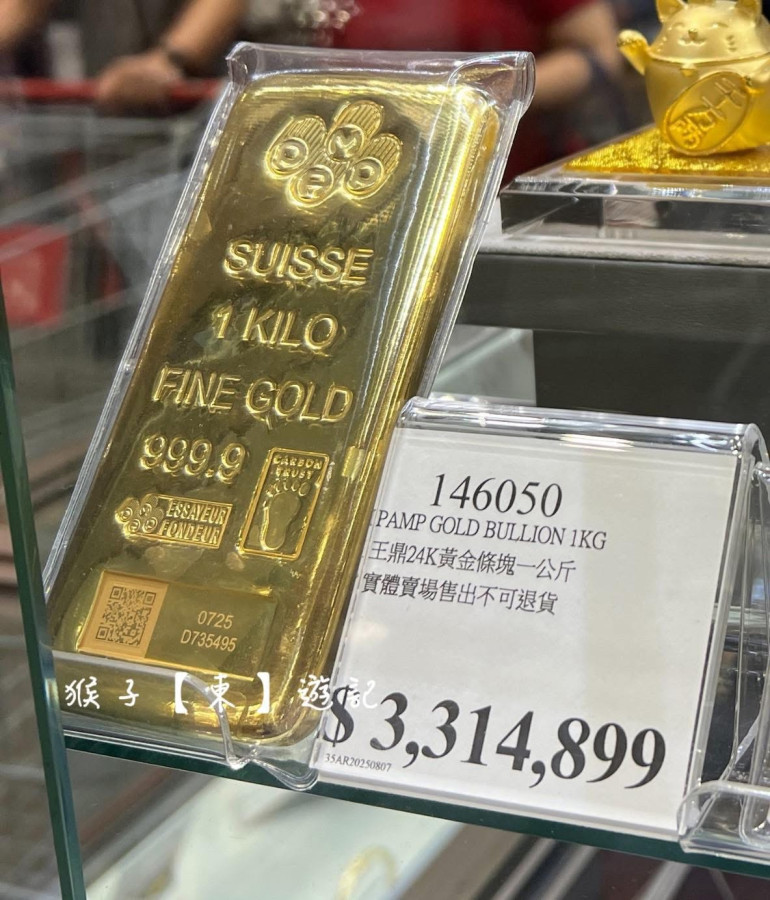 PAMP
SUISSE
1 KILO
FINE GOLD
999.9
CARBON
TRUST
ESSAYEUR
FONDEUR
0725
D735495
146050
PAMP GOLD BULLION 1KG
王鼎24K黃金條塊一公斤
實體賣場售出不可退貨
$ 3,314,899
35AR20250807
猴子【東】遊記